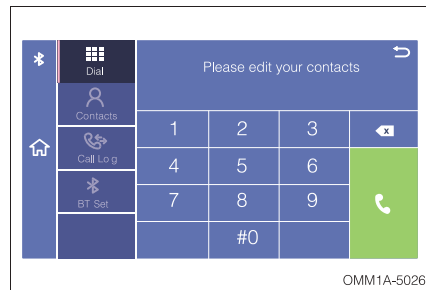 Dial
Please edit your contacts
Contacts
1 2 3
Call Log
4 5 6
BT Set
7 8 9
#0
OMM1A-5026